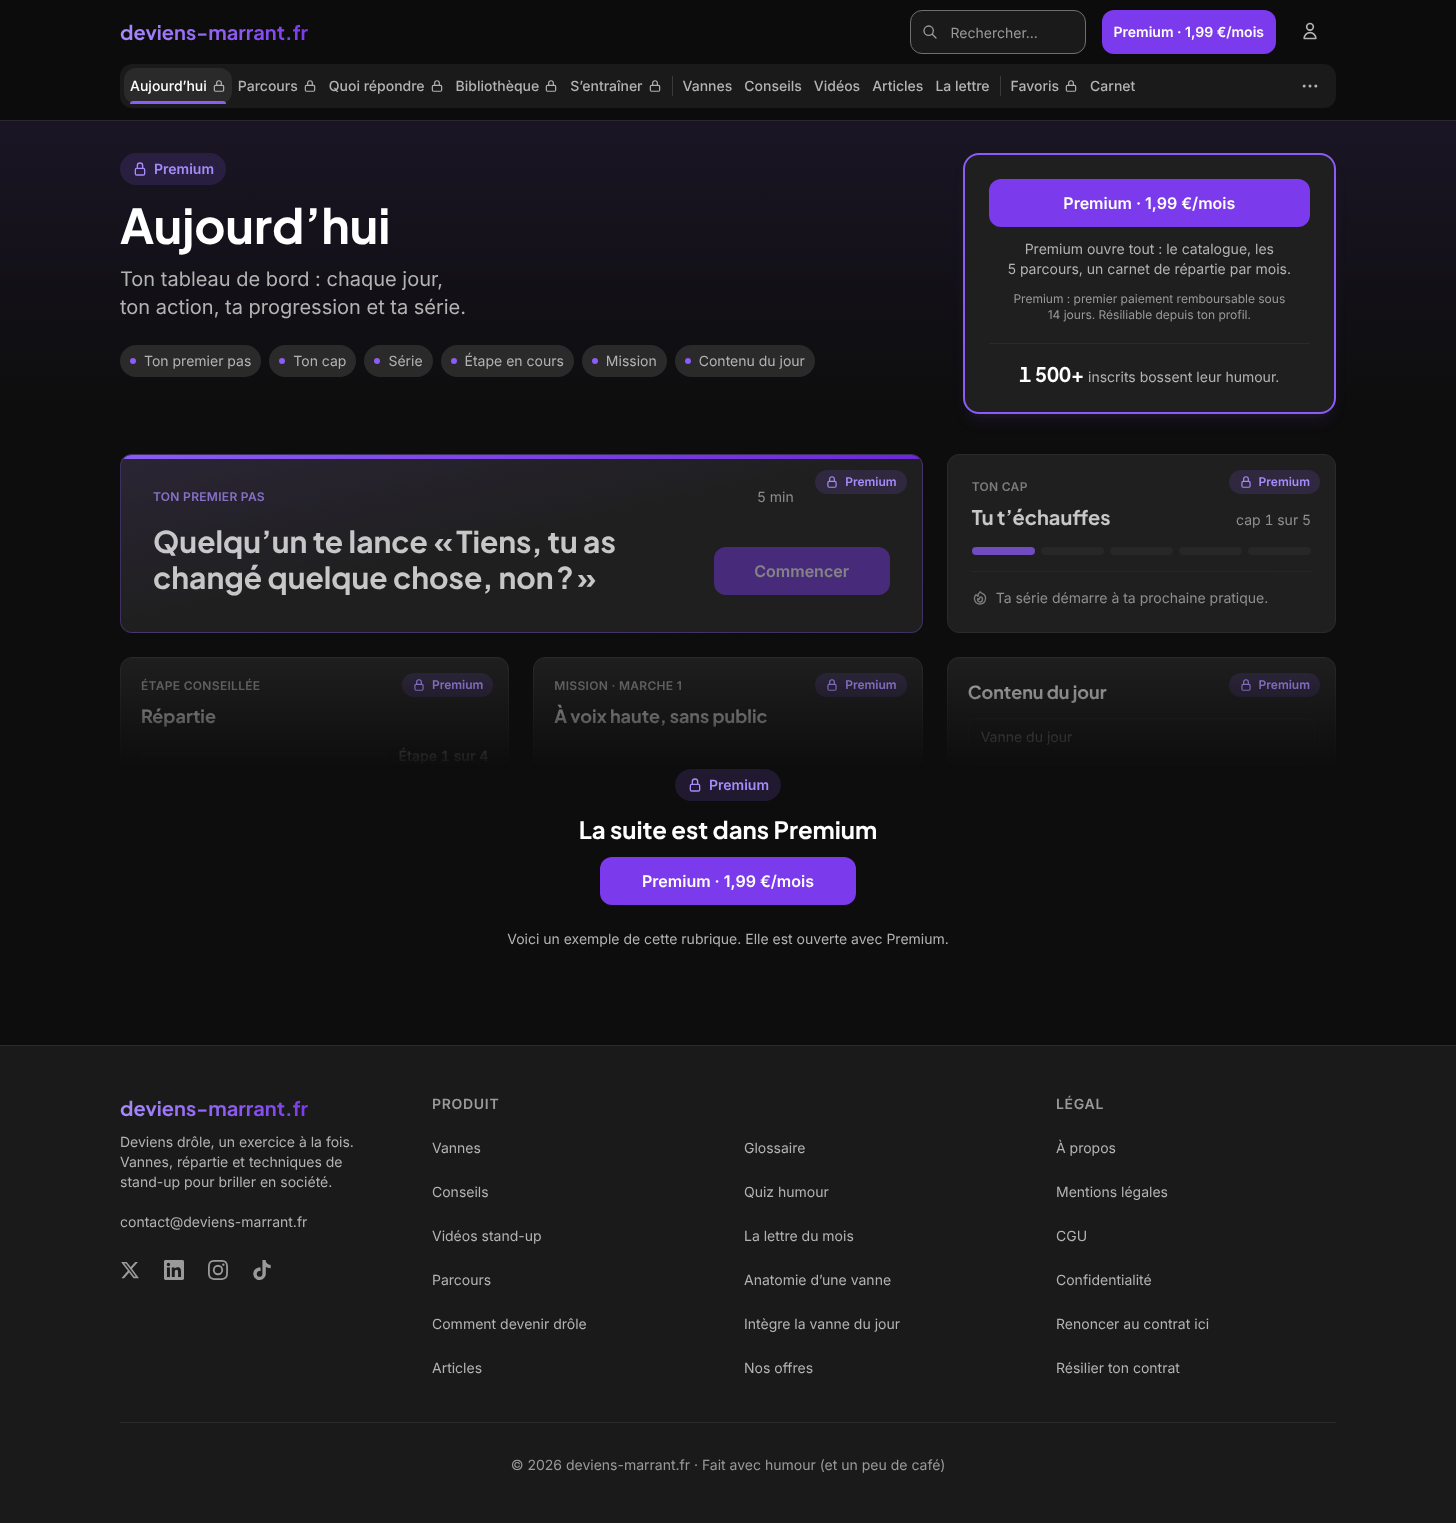 deviens-marrant.fr
Rechercher...
Premium · 1,99 €/mois
Aujourd’hui
Parcours
Quoi répondre
Bibliothèque
S’entraîner
Vannes
Conseils
Vidéos
Articles
La lettre
Favoris
Carnet
Premium
Aujourd’hui
Ton tableau de bord : chaque jour,
ton action, ta progression et ta série.
Ton premier pas
Ton cap
Série
Étape en cours
Mission
Contenu du jour
Premium · 1,99 €/mois
Premium ouvre tout : le catalogue, les
5 parcours, un carnet de répartie par mois.
Premium : premier paiement remboursable sous
14 jours. Résiliable depuis ton profil.
1 500+ inscrits bossent leur humour.
TON PREMIER PAS
5 min
Premium
Quelqu’un te lance « Tiens, tu as
changé quelque chose, non ? »
Commencer
TON CAP
Premium
Tu t’échauffes
cap 1 sur 5
Ta série démarre à ta prochaine pratique.
ÉTAPE CONSEILLÉE
Premium
Répartie
Étape 1 sur 4
MISSION · MARCHE 1
Premium
À voix haute, sans public
Contenu du jour
Premium
Vanne du jour
Premium
La suite est dans Premium
Premium · 1,99 €/mois
Voici un exemple de cette rubrique. Elle est ouverte avec Premium.
deviens-marrant.fr
Deviens drôle, un exercice à la fois.
Vannes, répartie et techniques de
stand-up pour briller en société.
contact@deviens-marrant.fr
PRODUIT
Vannes
Conseils
Vidéos stand-up
Parcours
Comment devenir drôle
Articles
Glossaire
Quiz humour
La lettre du mois
Anatomie d’une vanne
Intègre la vanne du jour
Nos offres
LÉGAL
À propos
Mentions légales
CGU
Confidentialité
Renoncer au contrat ici
Résilier ton contrat
© 2026 deviens-marrant.fr · Fait avec humour (et un peu de café)